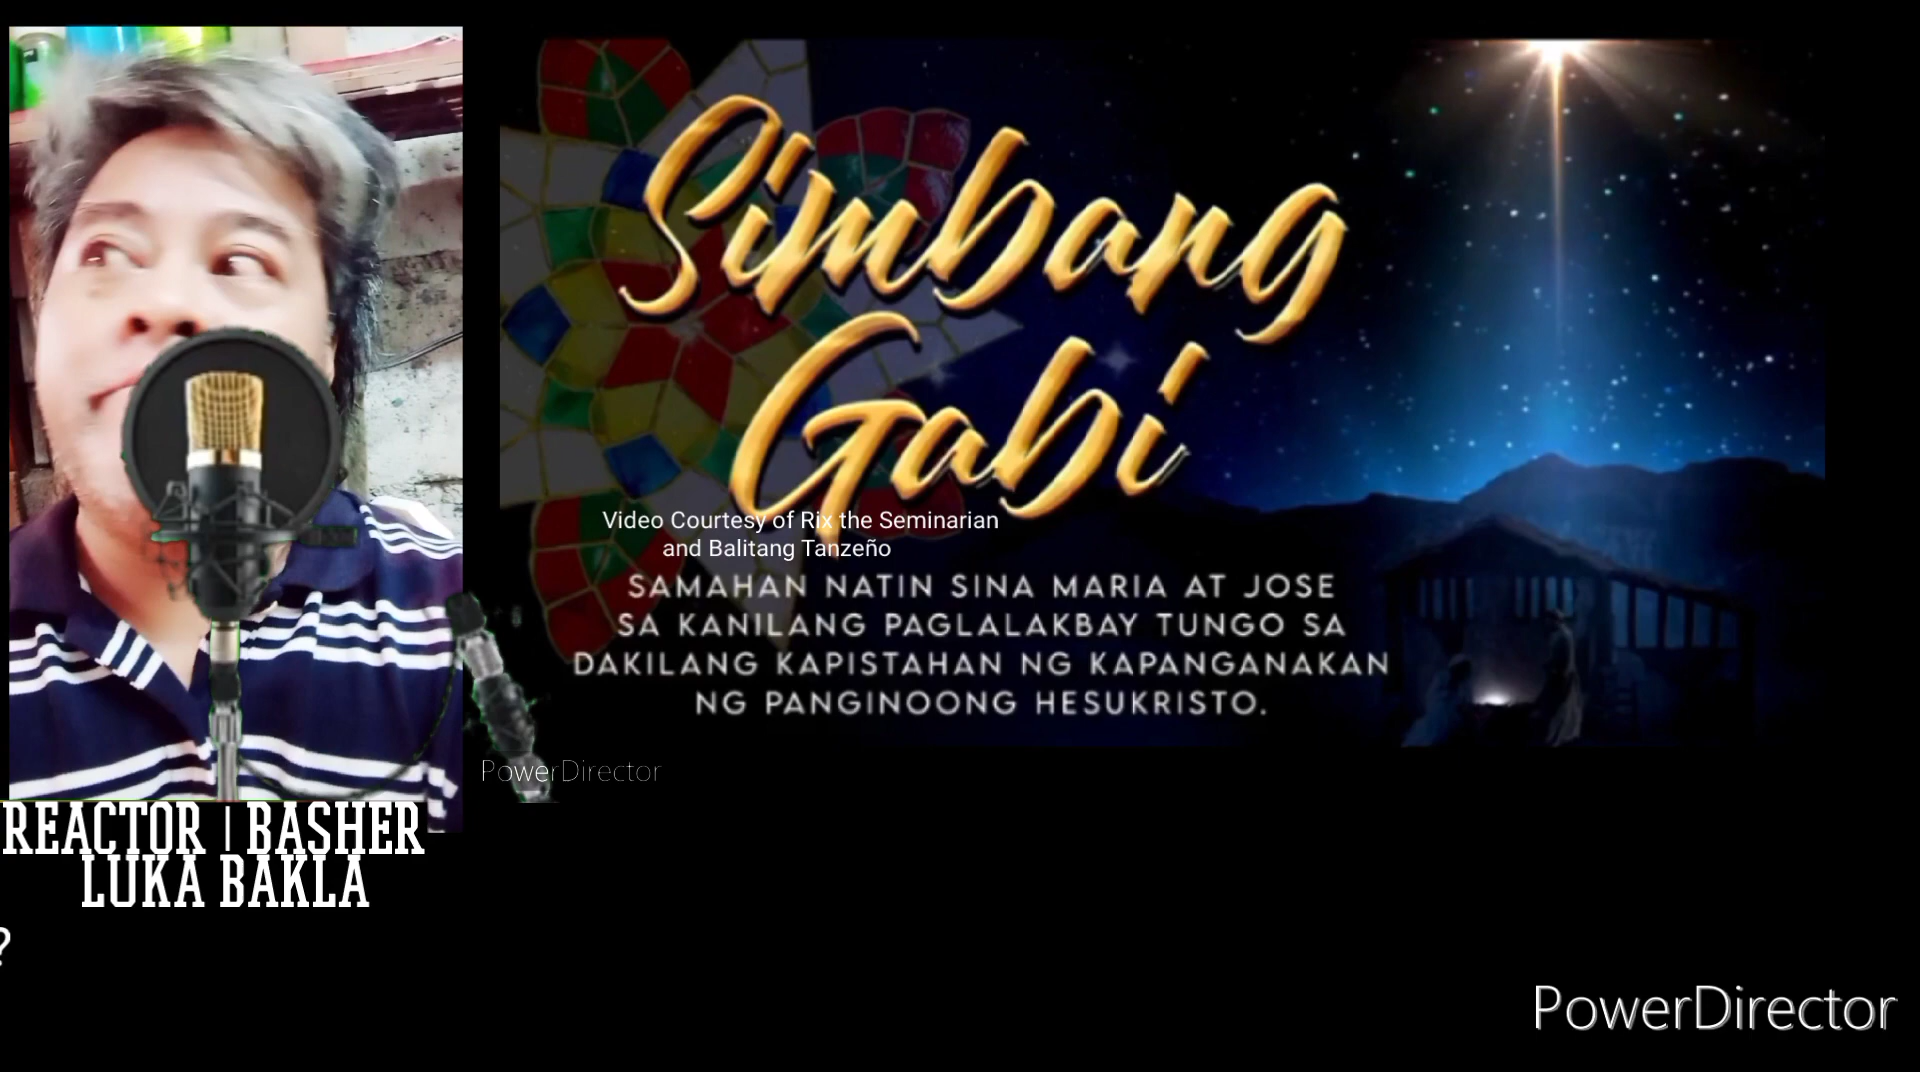 Simbang
Gabi
Video Courtesy of Rix the Seminarian
and Balitang Tanzeño
SAMAHAN NATIN SINA MARIA AT JOSE
SA KANILANG PAGLALAKBAY TUNGO SA
DAKILANG KAPISTAHAN NG KAPANGANAKAN
NG PANGINOONG HESUKRISTO.
PowerDirector
REACTOR | BASHER
LUKA BAKLA
?
PowerDirector